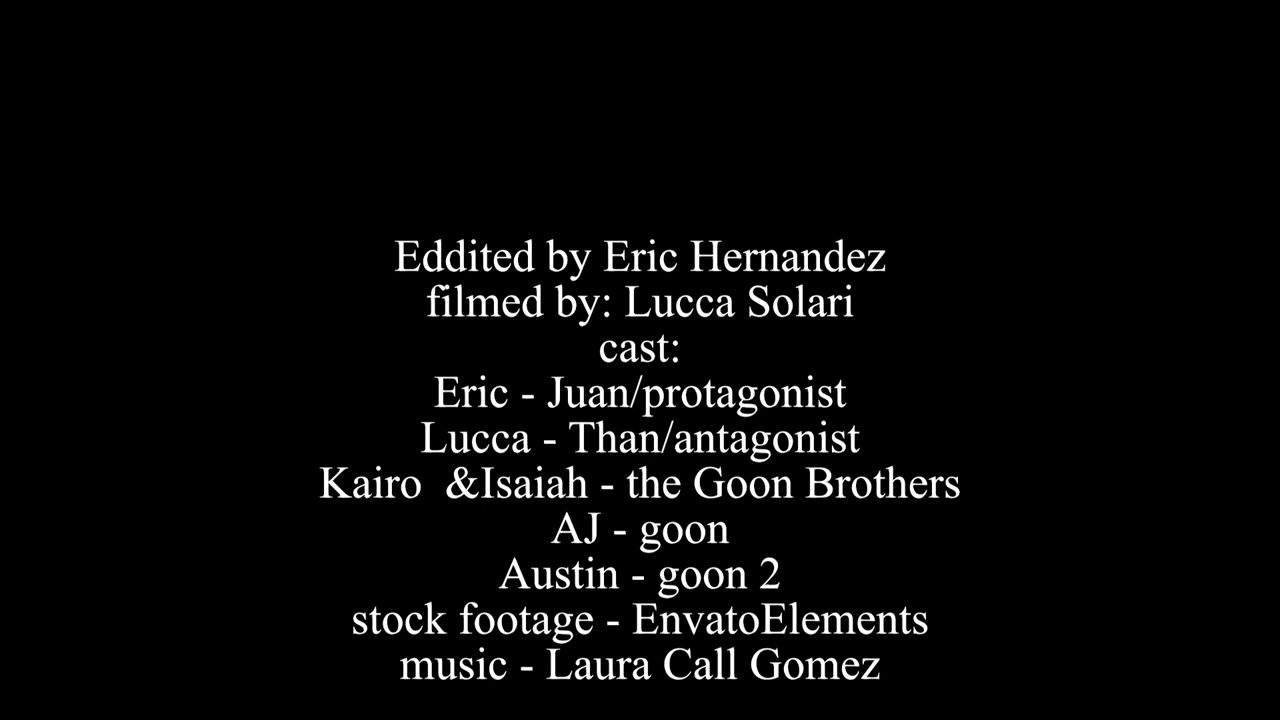 Eddited by Eric Hernandez
filmed by: Lucca Solari
cast:
Eric - Juan/protagonist
Lucca - Than/antagonist
Kairo  &Isaiah - the Goon Brothers
AJ - goon
Austin - goon 2
stock footage - EnvatoElements
music - Laura Call Gomez